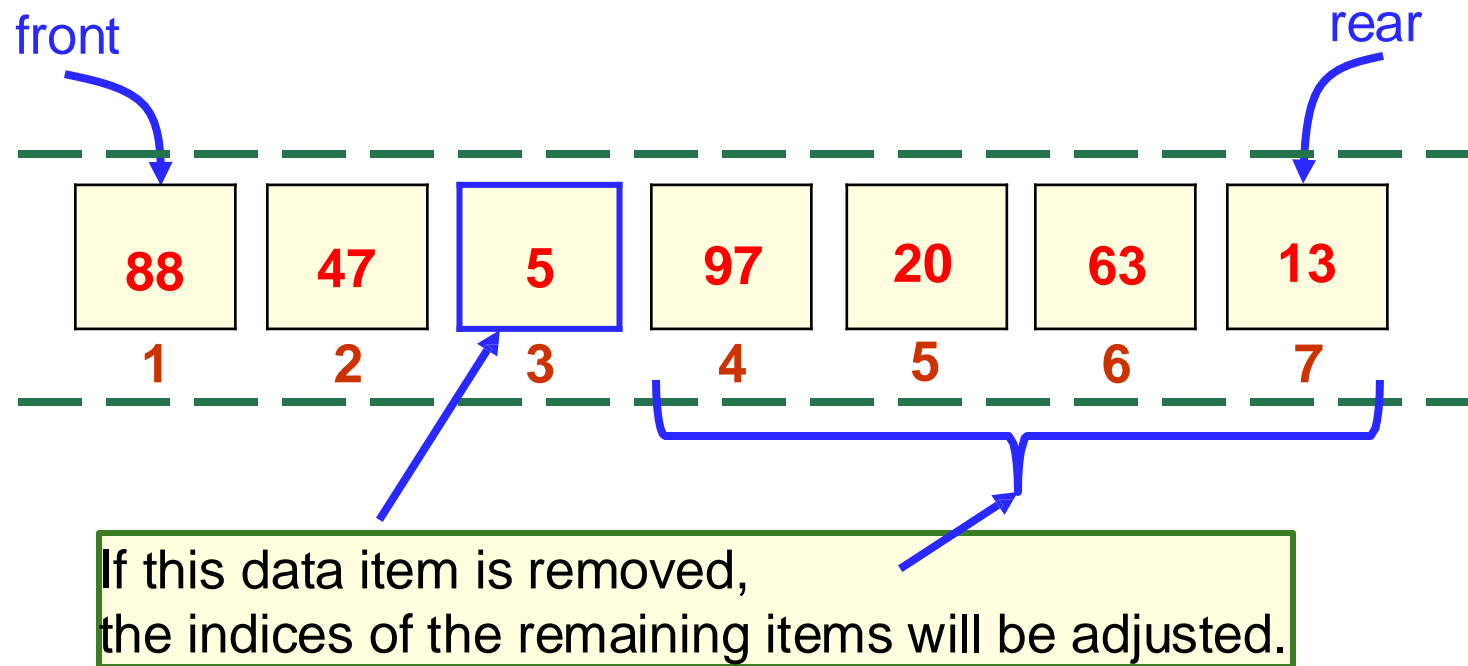 front rear
88 47 5 97 20 63 13
1 2 3 4 5 6 7
If this data item is removed,
the indices of the remaining items will be adjusted.